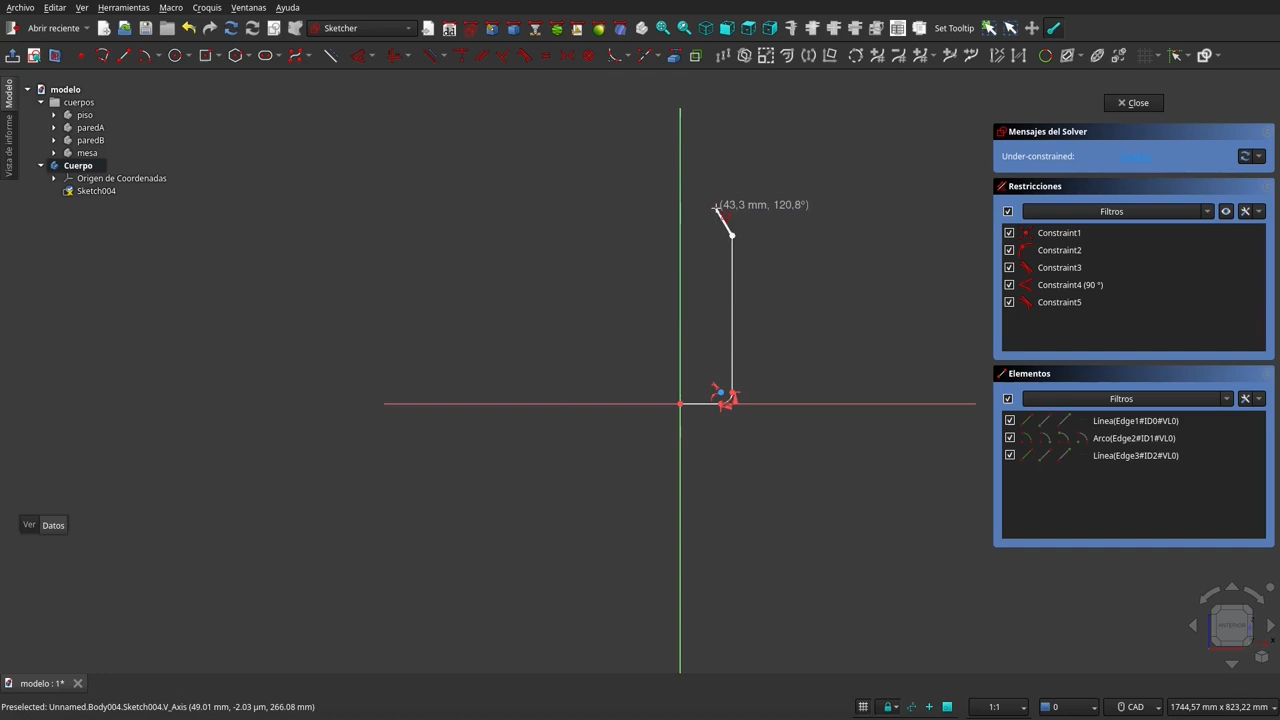 Archivo Editar Ver Herramientas Macro Croquis Ventanas Ayuda
Abrir reciente Sketcher Set Tooltip
Modelo
Vista de informe
modelo
cuerpos
piso
paredA
paredB
mesa
Cuerpo
Origen de Coordenadas
Sketch004
(43,3 mm, 120,8º)
Close
Mensajes del Solver
Under-constrained:
Restricciones
Filtros
Constraint1
Constraint2
Constraint3
Constraint4 (90 °)
Constraint5
Elementos
Filtros
Línea(Edge1#ID0#VL0)
Arco(Edge2#ID1#VL0)
Línea(Edge3#ID2#VL0)
Ver Datos
ANTERIOR
modelo : 1*
Preselected: Unnamed.Body004.Sketch004.V_Axis (49.01 mm, -2.03 µm, 266.08 mm) 1:1 0 CAD 1744,57 mm x 823,22 mm